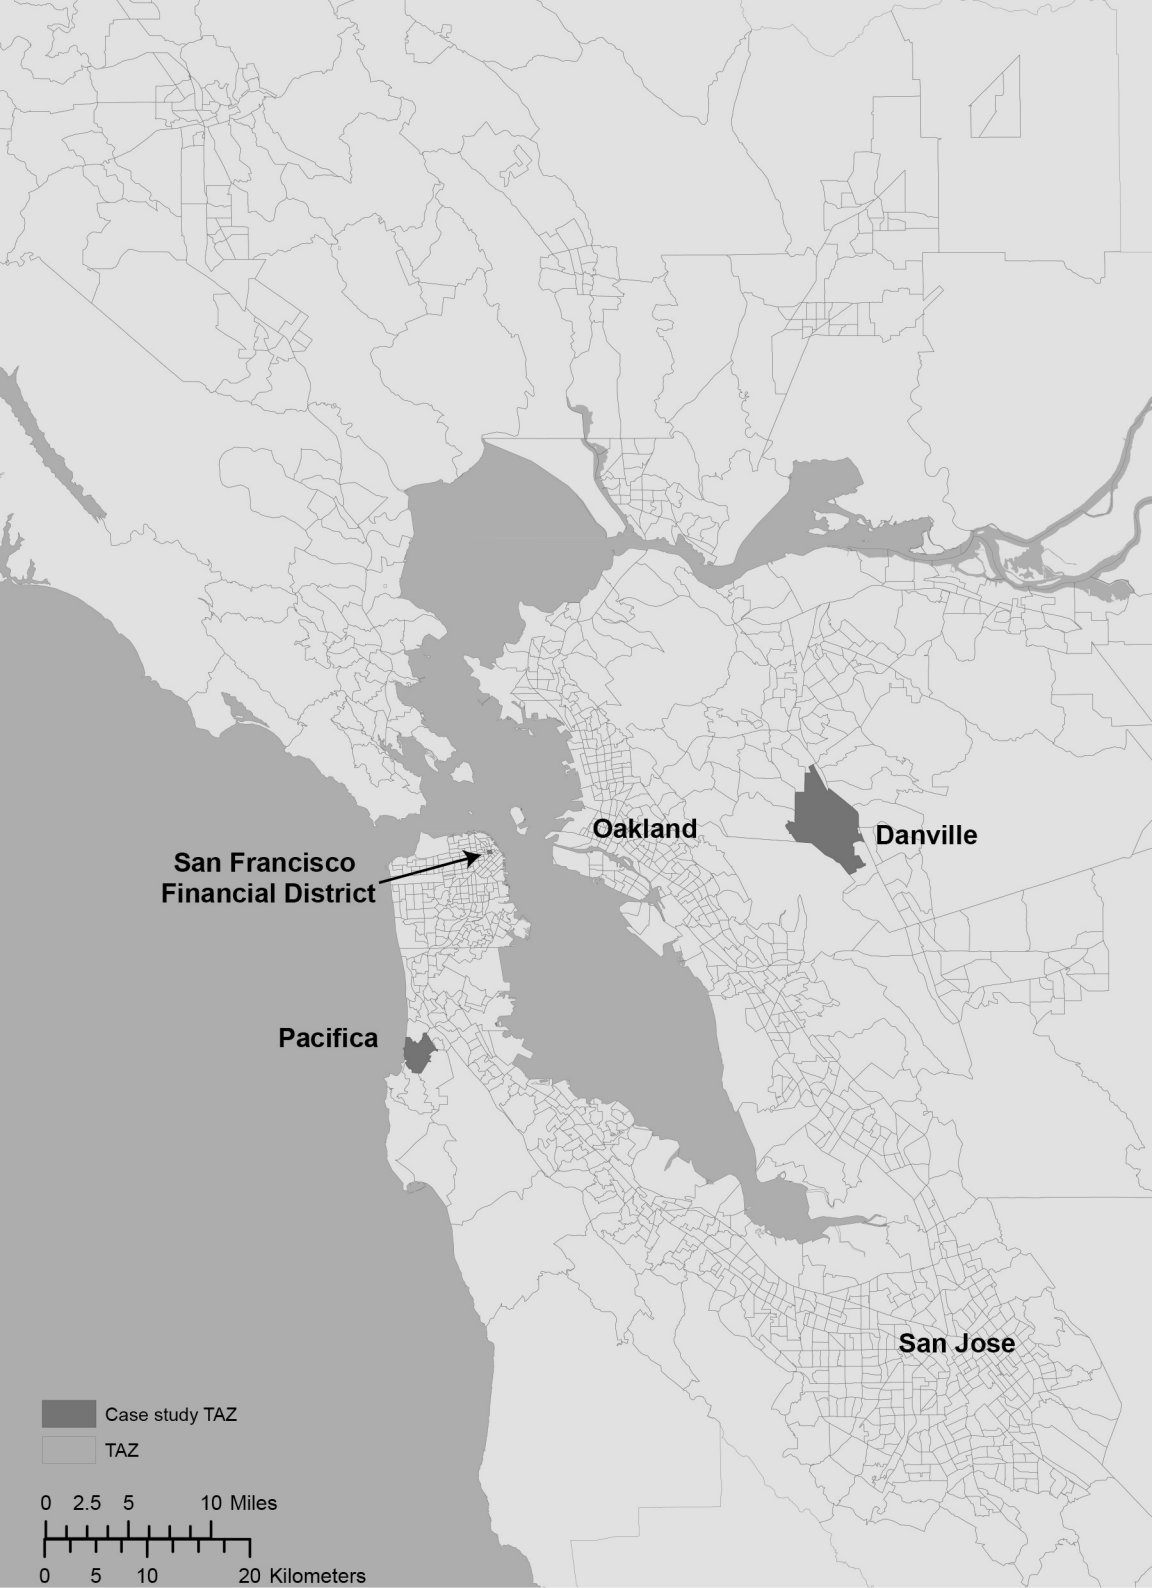 Oakland
Danville
San Francisco
Financial District
Pacifica
San Jose
Case study TAZ
TAZ
0 2.5 5 10 Miles
0 5 10 20 Kilometers